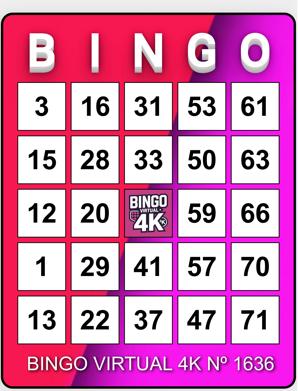 B I N G O
3 16 31 53 61
15 28 33 50 63
12 20 BINGO VIRTUAL 4K 59 66
1 29 41 57 70
13 22 37 47 71
BINGO VIRTUAL 4K Nº 1636